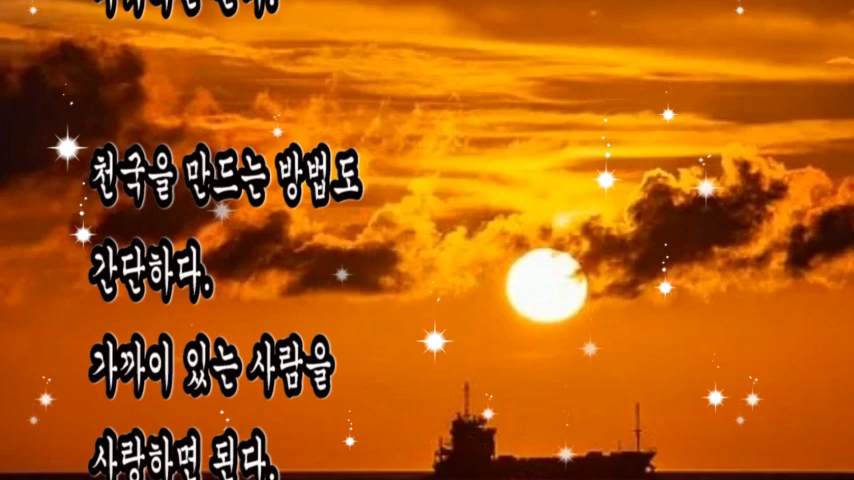 천국을 만드는 방법도
간단하다.
가까이 있는 사람을
사랑하면 된다.